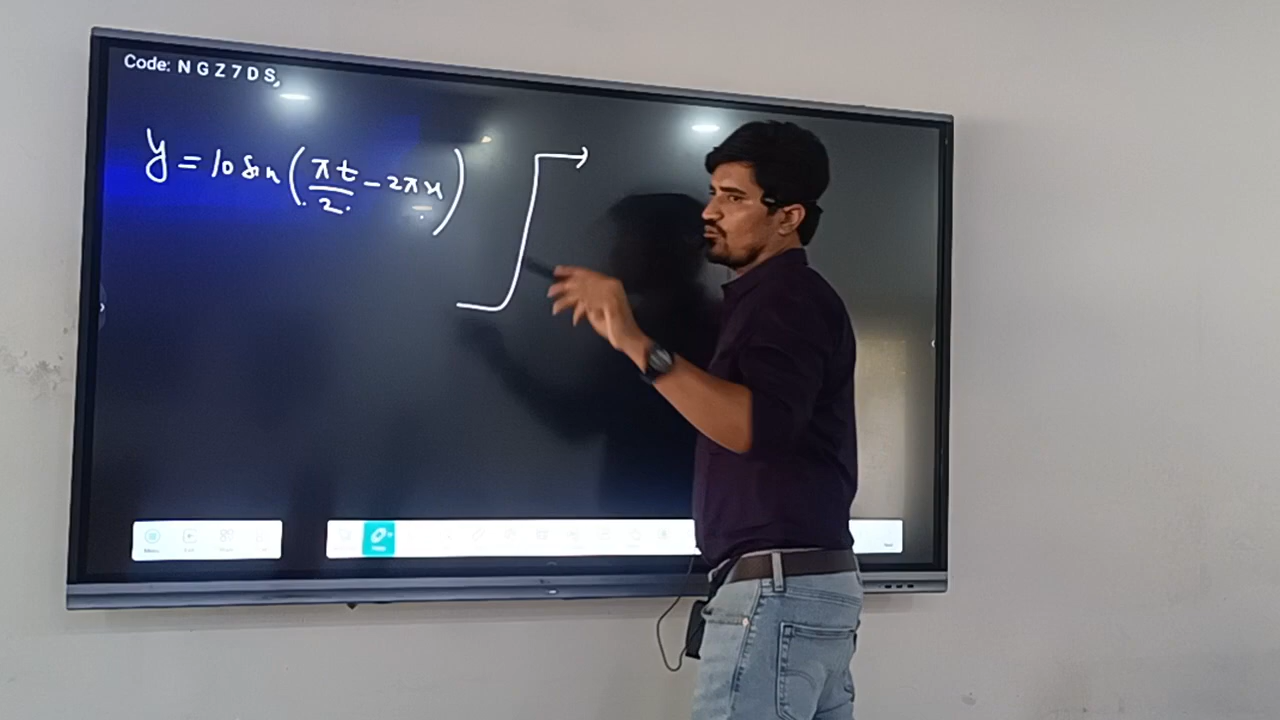 Code: N G Z 7 D S,
y = 10 sin (πt/2 - 2πx)